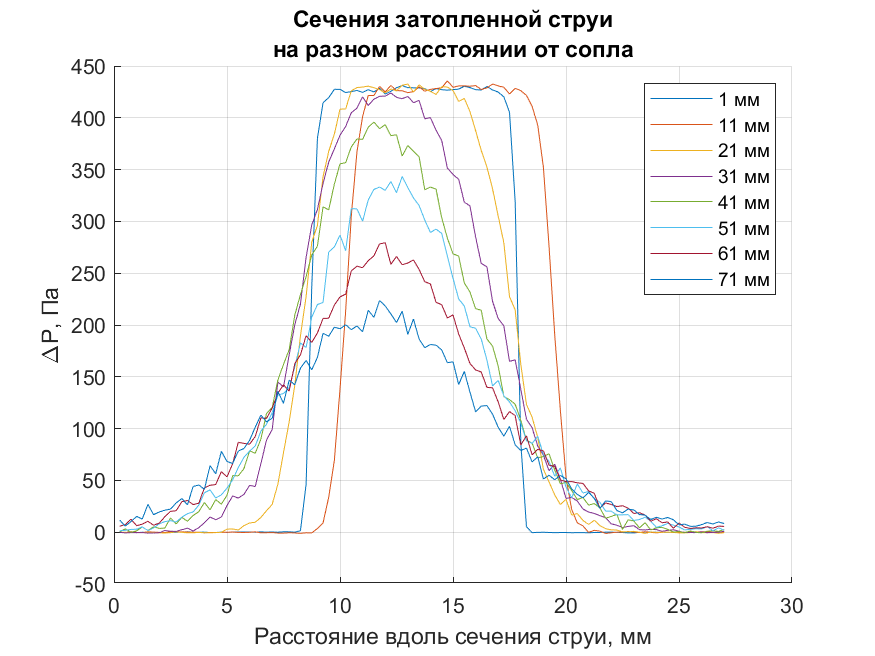 Сечения затопленной струи
на разном расстоянии от сопла
450
400
350
300
250
200
150
100
50
0
-50
0
5
10
15
20
25
30
ΔP, Па
Расстояние вдоль сечения струи, мм
1 мм
11 мм
21 мм
31 мм
41 мм
51 мм
61 мм
71 мм